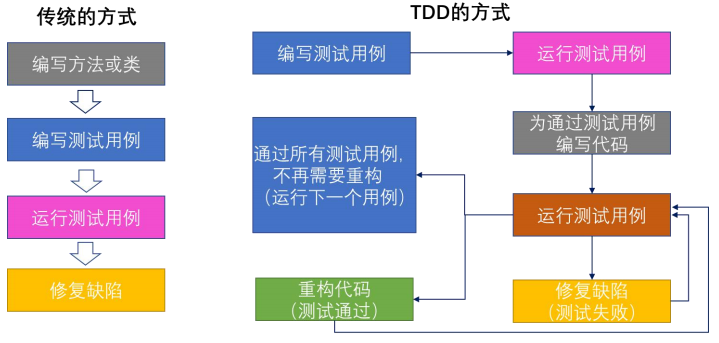 传统的方式
编写方法或类
编写测试用例
运行测试用例
修复缺陷
TDD的方式
编写测试用例
运行测试用例
为通过测试用例
编写代码
通过所有测试用例，
不再需要重构
（运行下一个用例）
运行测试用例
重构代码
（测试通过）
修复缺陷
（测试失败）